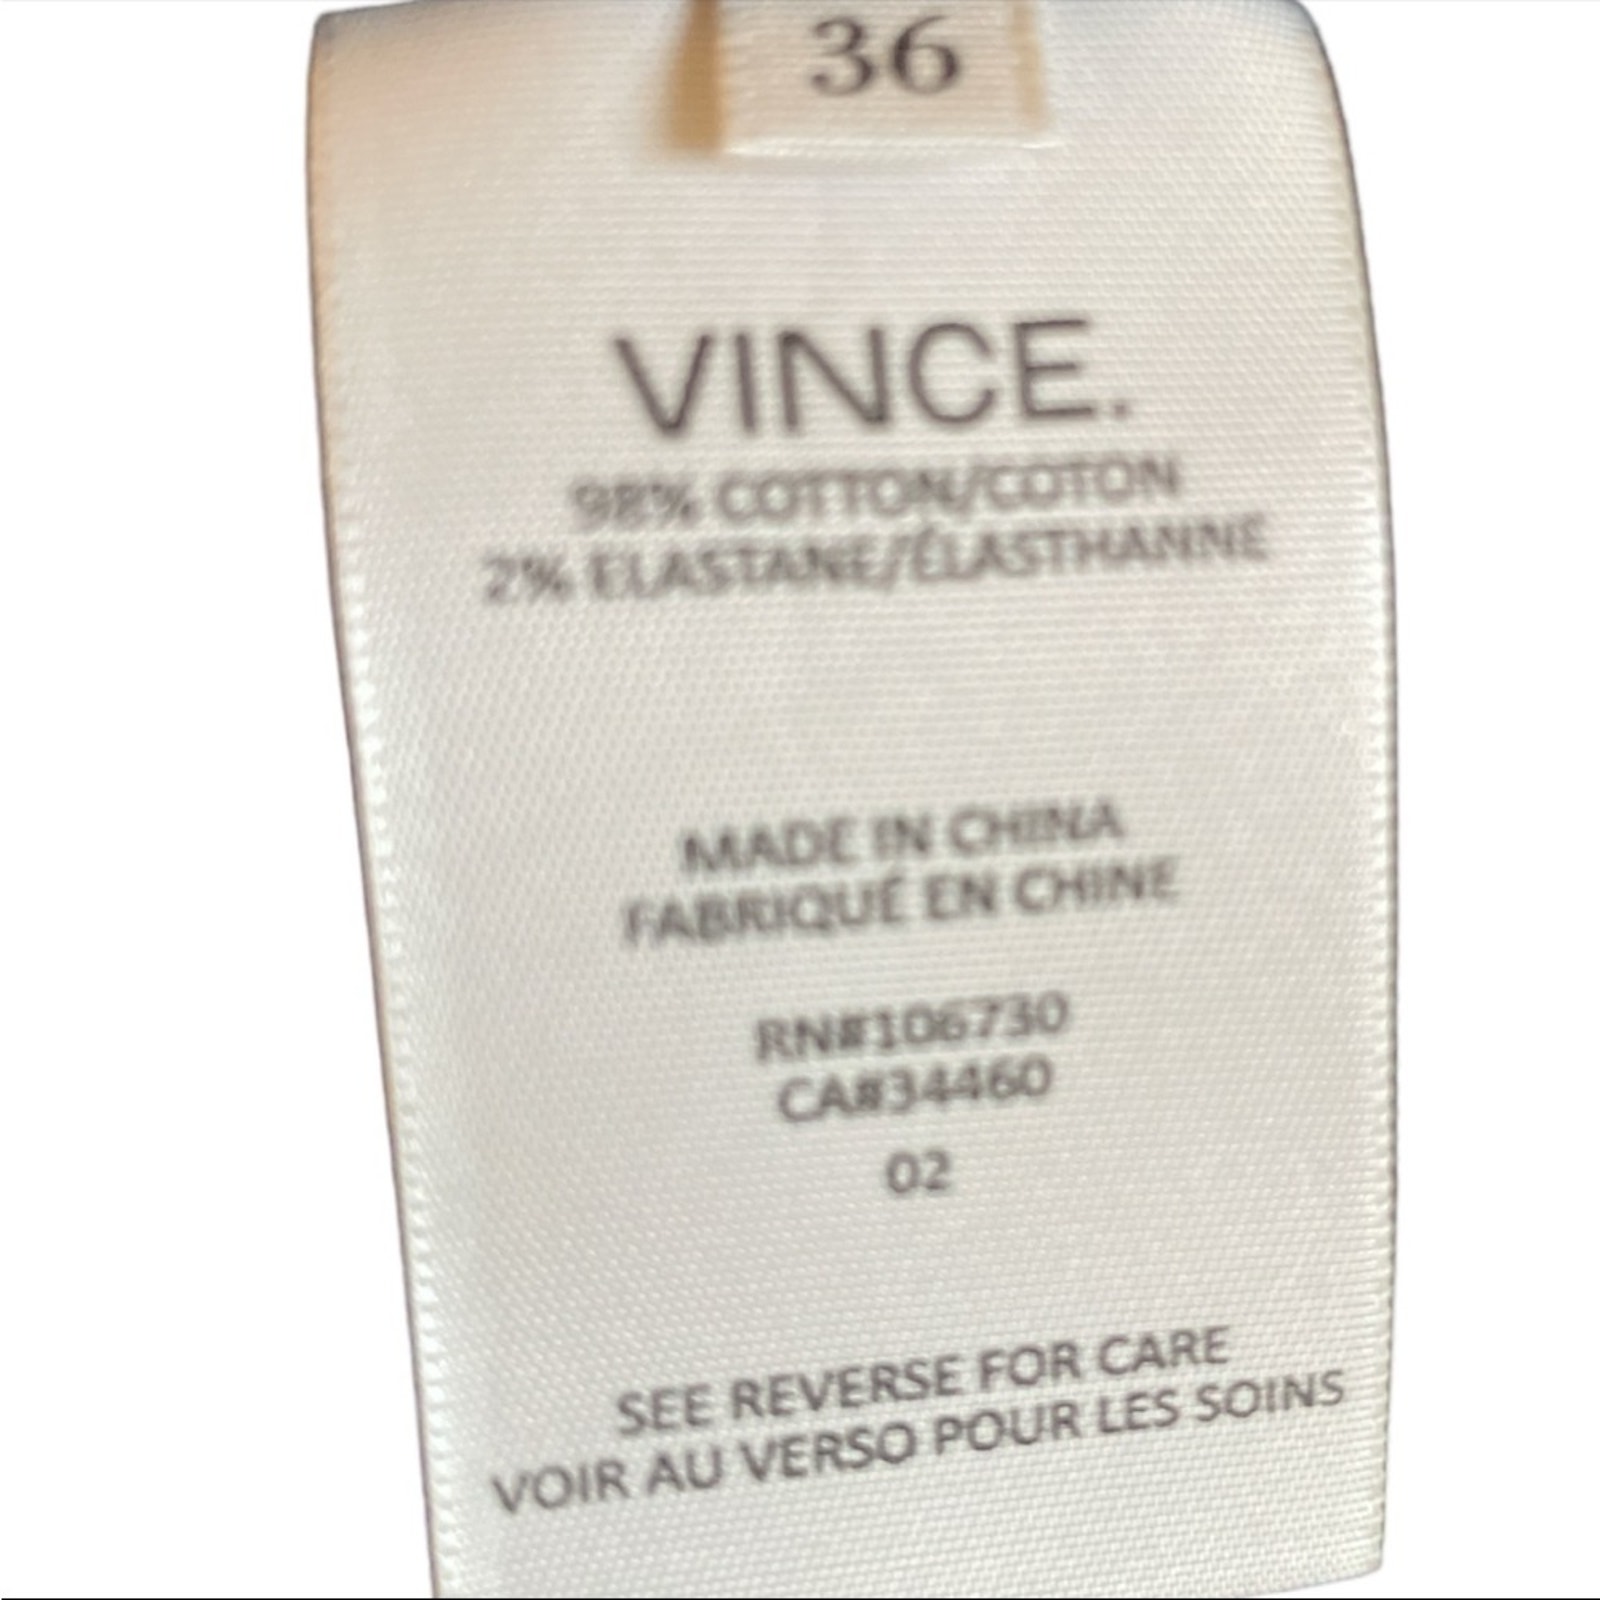 36
VINCE.
98% COTTON/COTON
2% ELASTANE/ÉLASTHANNE
MADE IN CHINA
FABRIQUÉ EN CHINE
RN#106730
CA#34460
02
SEE REVERSE FOR CARE
VOIR AU VERSO POUR LES SOINS